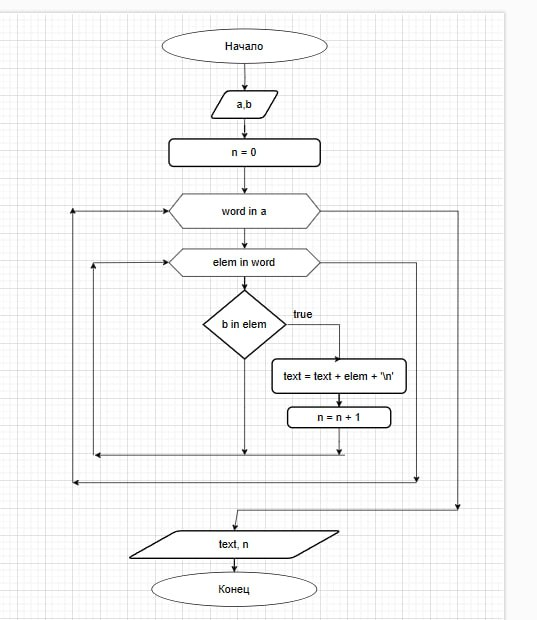 Начало
a,b
n = 0
word in a
elem in word
b in elem
true
text = text + elem + '\n'
n = n + 1
text, n
Конец